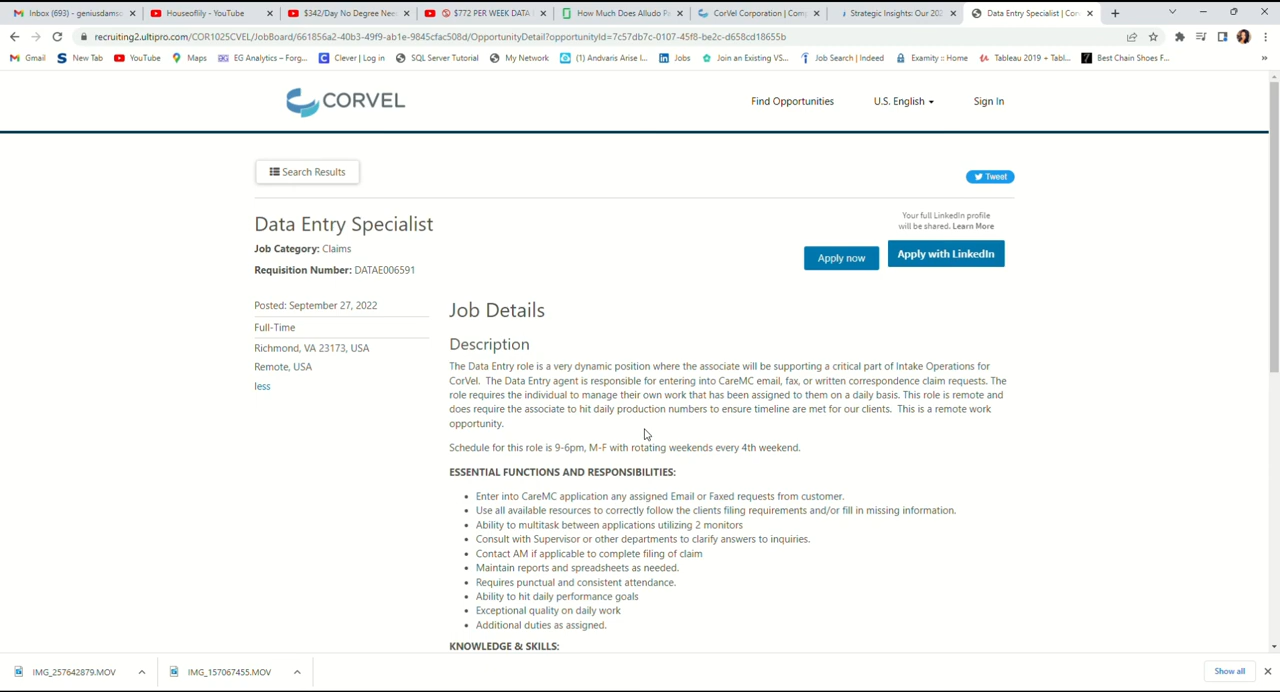 Inbox (693) - geniusdams
Houseoflily - YouTube
$342/Day No Degree Nee
$772 PER WEEK DATA
How Much Does Alludo P
CorVel Corporation | Com
Strategic Insights: Our 202
Data Entry Specialist | Cor
recruiting2.ultipro.com/COR1025CVEL/JobBoard/661856a2-40b3-49f9-ab1e-9845cfac508d/OpportunityDetail?opportunityId=7c57db7c-0107-45f8-be2c-d658cd18655b
Gmail
New Tab
YouTube
Maps
EG Analytics – Forg...
Clever | Log in
SQL Server Tutorial
My Network
(1) Andvaris Arise I...
Jobs
Join an Existing VS...
Job Search | Indeed
Examity :: Home
Tableau 2019 + Tabl...
Best Chain Shoes F...
CORVEL
Find Opportunities
U.S. English
Sign In
Search Results
Tweet
Data Entry Specialist
Your full LinkedIn profile
will be shared. Learn More
Job Category: Claims
Apply now
Apply with LinkedIn
Requisition Number: DATAE006591
Posted: September 27, 2022
Full-Time
Richmond, VA 23173, USA
Remote, USA
less
Job Details
Description
The Data Entry role is a very dynamic position where the associate will be supporting a critical part of Intake Operations for
CorVel. The Data Entry agent is responsible for entering into CareMC email, fax, or written correspondence claim requests. The
role requires the individual to manage their own work that has been assigned to them on a daily basis. This role is remote and
does require the associate to hit daily production numbers to ensure timeline are met for our clients. This is a remote work
opportunity.
Schedule for this role is 9-6pm, M-F with rotating weekends every 4th weekend.
ESSENTIAL FUNCTIONS AND RESPONSIBILITIES:
• Enter into CareMC application any assigned Email or Faxed requests from customer.
• Use all available resources to correctly follow the clients filing requirements and/or fill in missing information.
• Ability to multitask between applications utilizing 2 monitors
• Consult with Supervisor or other departments to clarify answers to inquiries.
• Contact AM if applicable to complete filing of claim
• Maintain reports and spreadsheets as needed.
• Requires punctual and consistent attendance.
• Ability to hit daily performance goals
• Exceptional quality on daily work
• Additional duties as assigned.
KNOWLEDGE & SKILLS:
IMG_257642879.MOV
IMG_157067455.MOV
Show all